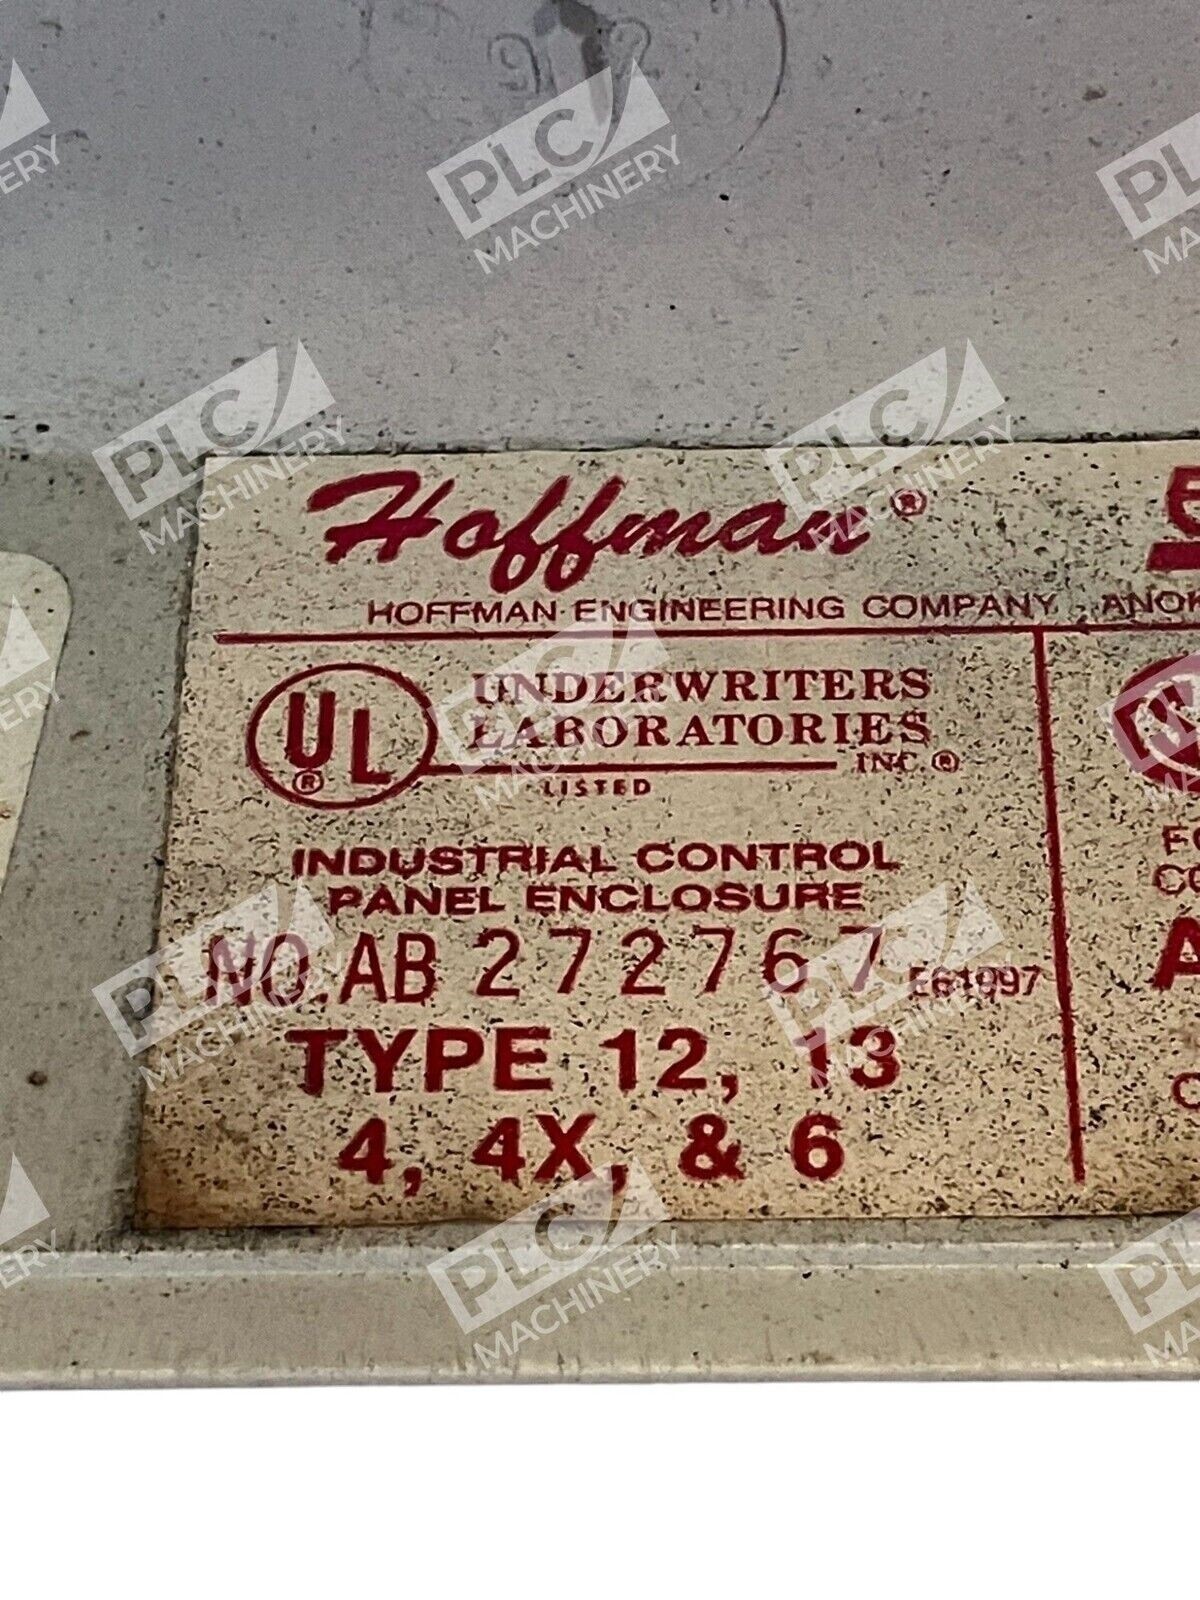 Hoffman®
HOFFMAN ENGINEERING COMPANY
UL®
UNDERWRITERS
LABORATORIES
INC.®
LISTED
INDUSTRIAL CONTROL
PANEL ENCLOSURE
NO. AB 272767 E61997
TYPE 12, 13
4, 4X, & 6
PLC MACHINERY